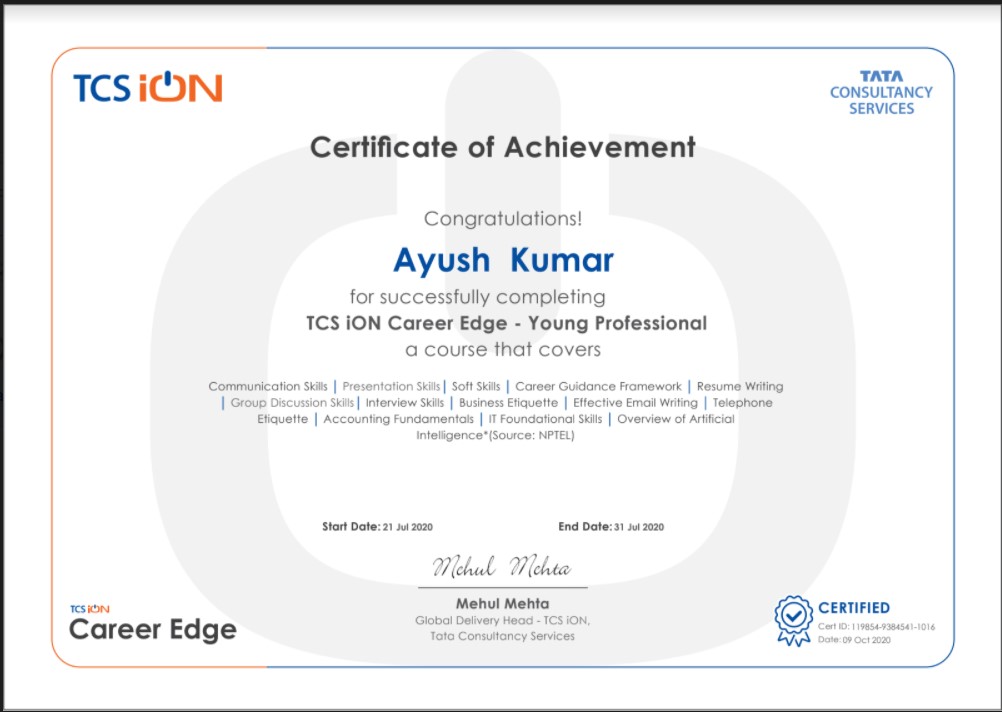 TCS iON
TATA
CONSULTANCY
SERVICES
Certificate of Achievement
Congratulations!
Ayush Kumar
for successfully completing
TCS iON Career Edge - Young Professional
a course that covers
Communication Skills | Presentation Skills | Soft Skills | Career Guidance Framework | Resume Writing
| Group Discussion Skills | Interview Skills | Business Etiquette | Effective Email Writing | Telephone
Etiquette | Accounting Fundamentals | IT Foundational Skills | Overview of Artificial
Intelligence*(Source: NPTEL)
Start Date: 21 Jul 2020 End Date: 31 Jul 2020
Mehul Mehta
Mehul Mehta
Global Delivery Head - TCS iON,
Tata Consultancy Services
TCS iON
Career Edge
CERTIFIED
Cert ID: 119854-9384541-1016
Date: 09 Oct 2020